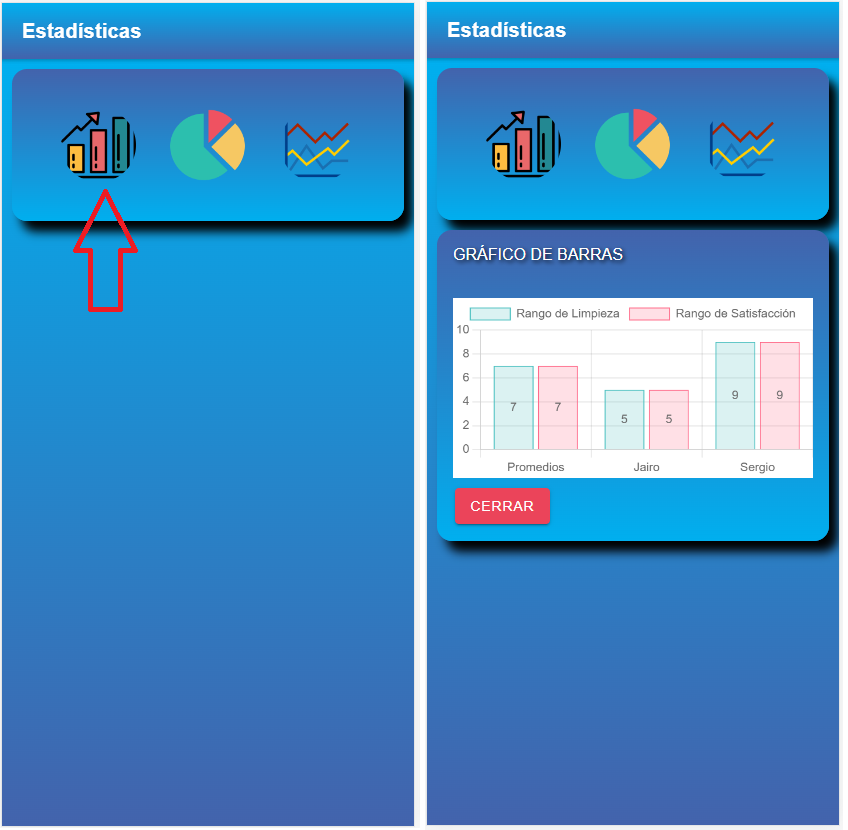 Estadísticas
Estadísticas
GRÁFICO DE BARRAS
Rango de Limpieza Rango de Satisfacción
10
8
6
4
2
0
7 7
5 5
9 9
Promedios Jairo Sergio
CERRAR